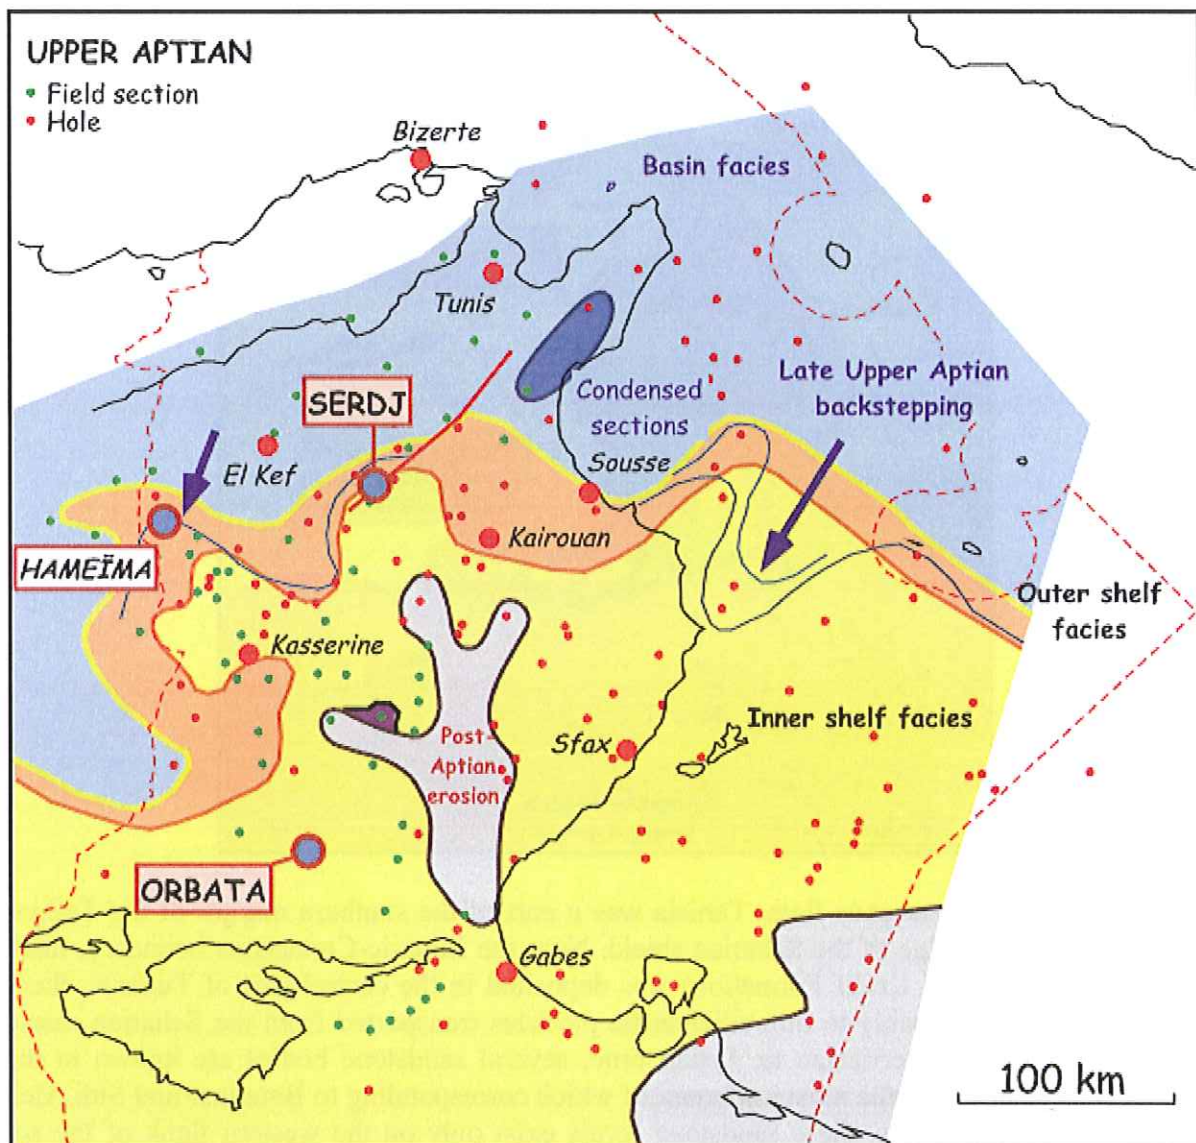 UPPER APTIAN
Field section
Hole
Bizerte
Basin facies
Tunis
Late Upper Aptian
backstepping
SERDJ
Condensed
sections
Sousse
El Kef
HAMEÏMA
Kairouan
Outer shelf
facies
Kasserine
Inner shelf facies
Sfax
Post-
Aptian
erosion
ORBATA
Gabes
100 km